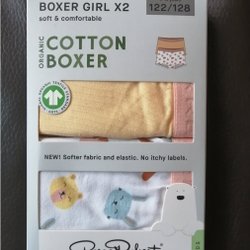 BOXER GIRL X2
122/128
soft & comfortable
ORGANIC
COTTON
BOXER
NEW! Softer fabric and elastic. No itchy labels.